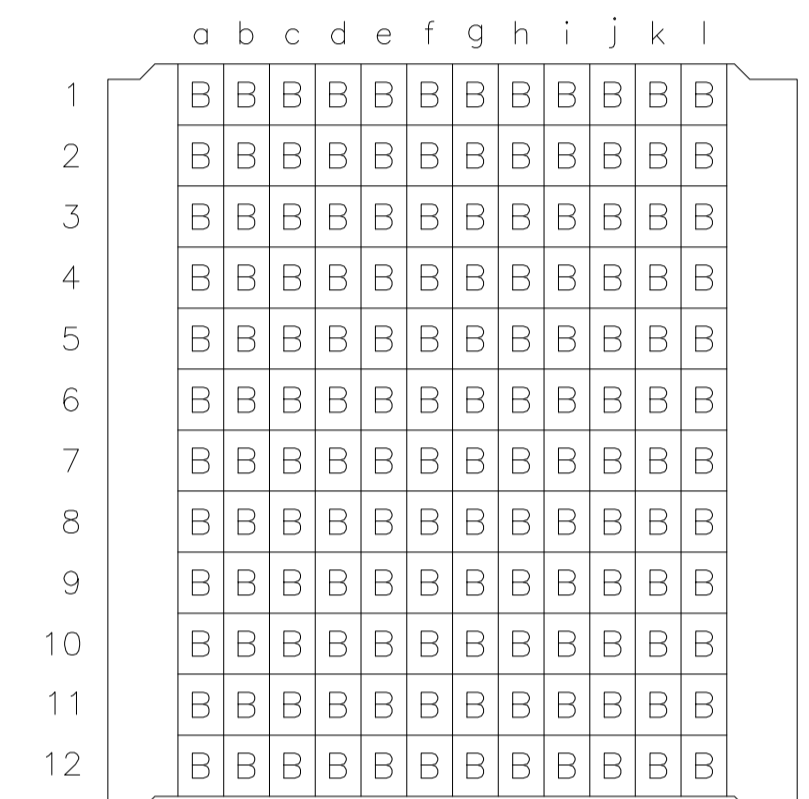 a b c d e f g h i j k l
1 B B B B B B B B B B B B
2 B B B B B B B B B B B B
3 B B B B B B B B B B B B
4 B B B B B B B B B B B B
5 B B B B B B B B B B B B
6 B B B B B B B B B B B B
7 B B B B B B B B B B B B
8 B B B B B B B B B B B B
9 B B B B B B B B B B B B
10 B B B B B B B B B B B B
11 B B B B B B B B B B B B
12 B B B B B B B B B B B B